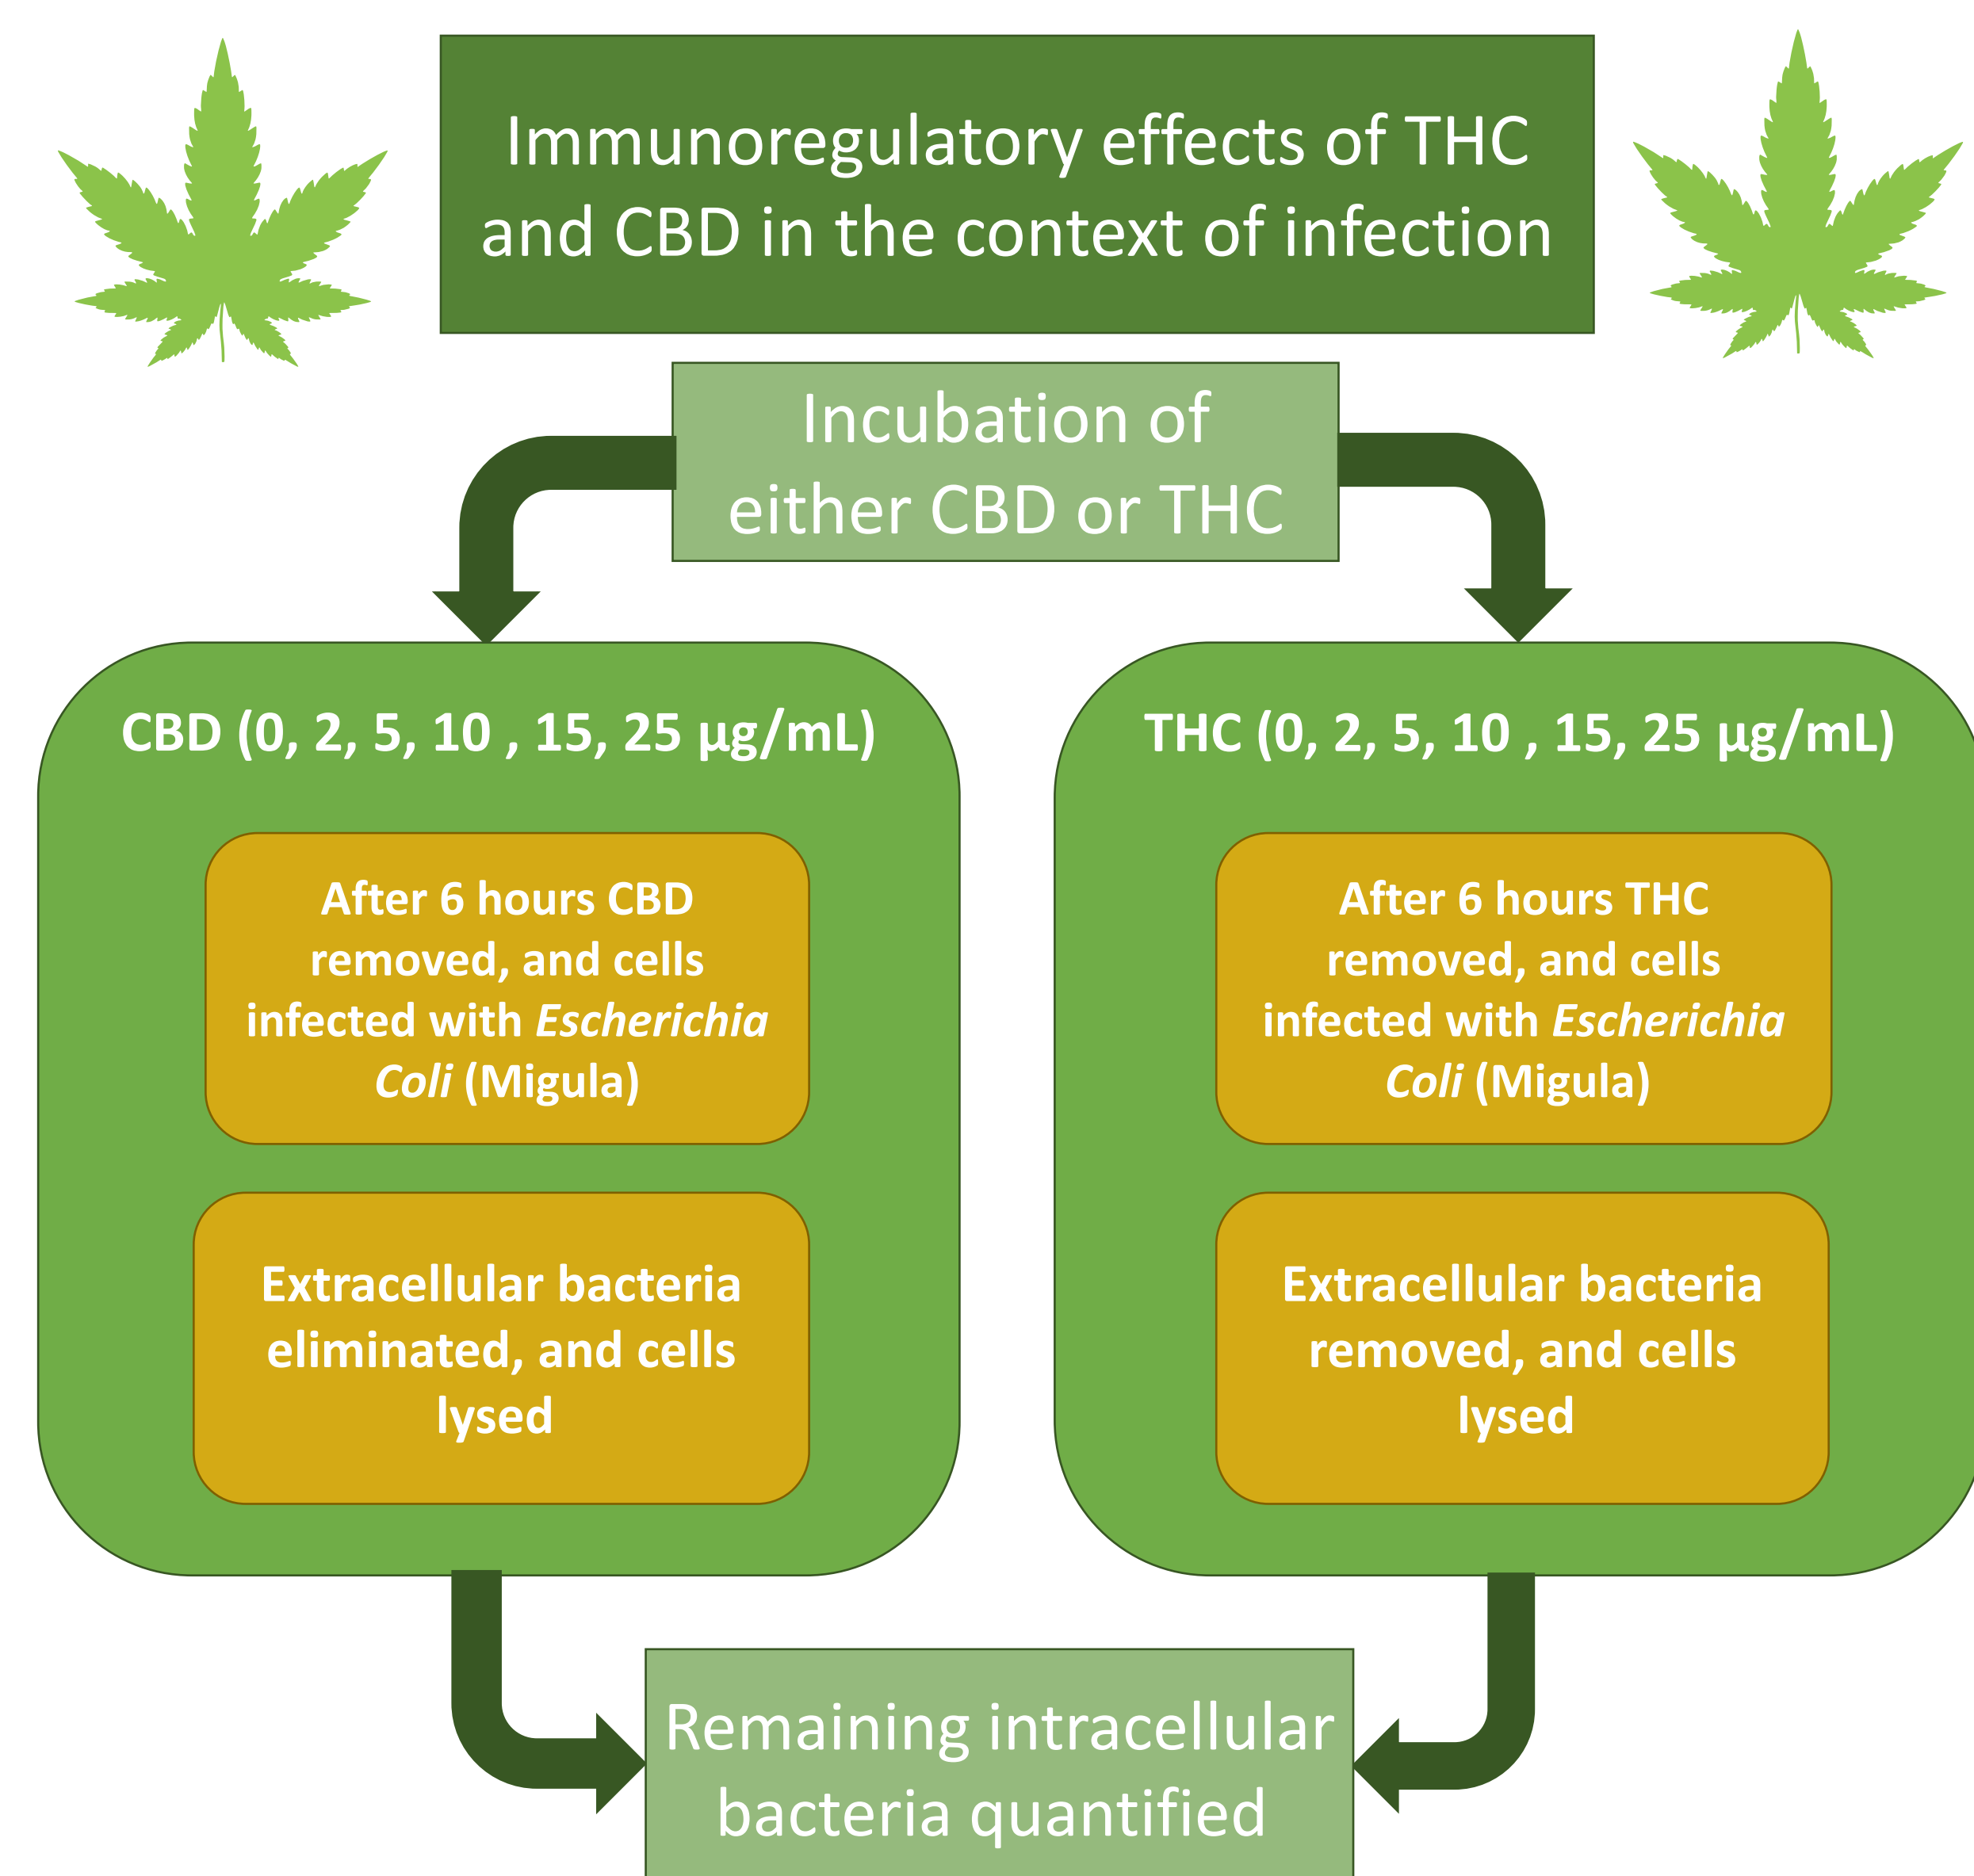 Immunoregulatory effects of THC
and CBD in the context of infection
Incubation of
either CBD or THC
CBD (0, 2, 5, 10 , 15, 25 µg/mL)
After 6 hours CBD
removed, and cells
infected with Escherichia
Coli (Migula)
Extracellular bacteria
eliminated, and cells
lysed
THC (0, 2, 5, 10 , 15, 25 µg/mL)
After 6 hours THC
removed, and cells
infected with Escherichia
Coli (Migula)
Extracellular bacteria
removed, and cells
lysed
Remaining intracellular
bacteria quantified